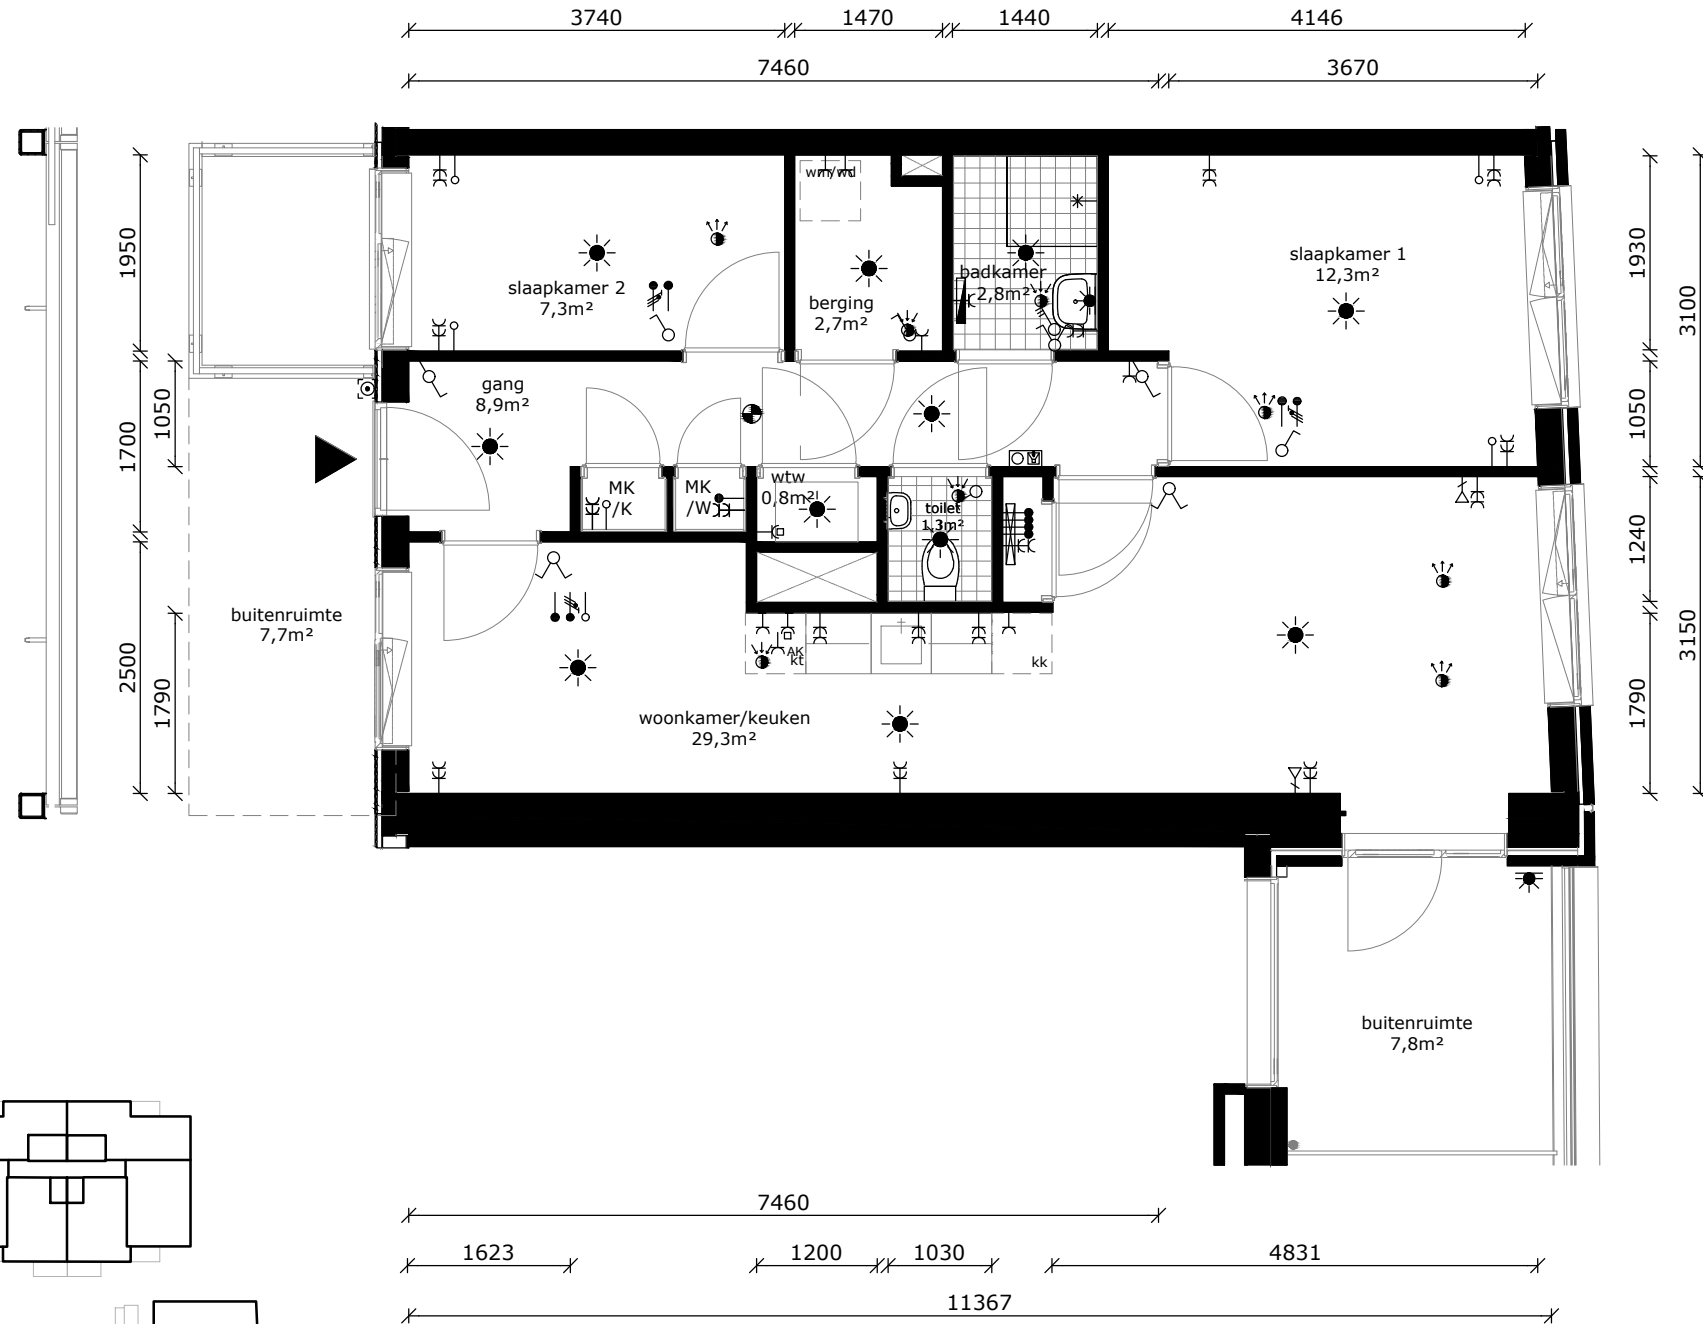 3740
1470
1440
4146
7460
3670
1950
1050
1700
2500
1790
1930
3100
1050
1240
3150
1790
wm/wd
slaapkamer 2
7,3m²
berging
2,7m²
badkamer
2,8m²
slaapkamer 1
12,3m²
gang
8,9m²
MK
/K
MK
/W
wtw
0,8m²
toilet
1,3m²
buitenruimte
7,7m²
AK
kt
kk
woonkamer/keuken
29,3m²
buitenruimte
7,8m²
7460
1623
1200
1030
4831
11367